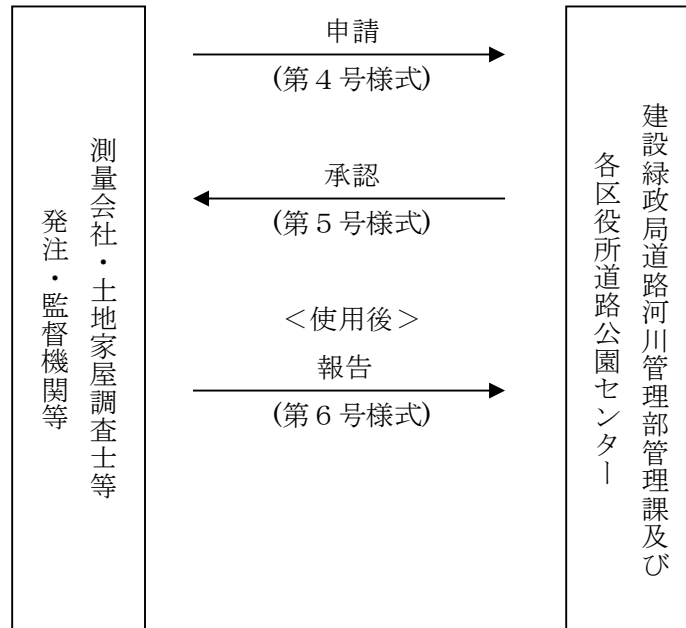 測量会社・土地家屋調査士等
発注・監督機関等
申請
(第４号様式)
承認
(第５号様式)
＜使用後＞
報告
(第６号様式)
建設緑政局道路河川管理部管理課及び
各区役所道路公園センター